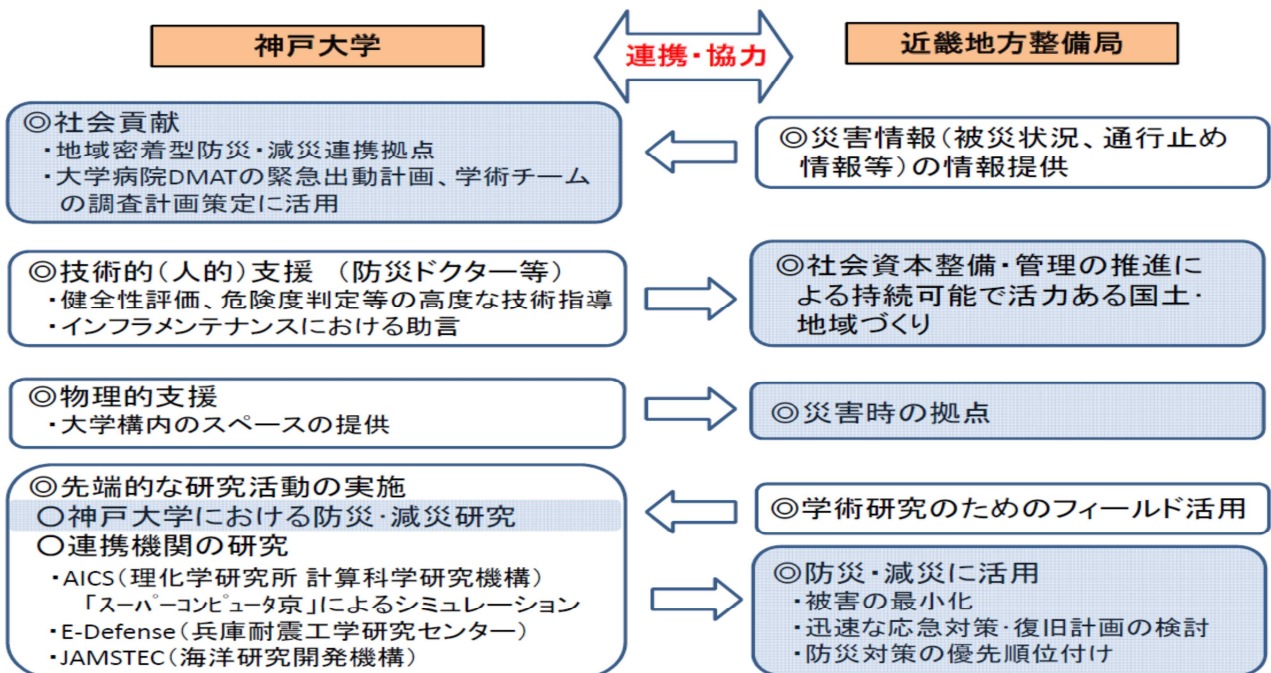 神戸大学
連携・協力
近畿地方整備局
◎社会貢献
・地域密着型防災・減災連携拠点
・大学病院DMATの緊急出動計画、学術チーム
の調査計画策定に活用
◎災害情報(被災状況、通行止め
情報等)の情報提供
◎技術的(人的)支援 (防災ドクター等)
・健全性評価、危険度判定等の高度な技術指導
・インフラメンテナンスにおける助言
◎社会資本整備・管理の推進に
よる持続可能で活力ある国土・
地域づくり
◎物理的支援
・大学構内のスペースの提供
◎災害時の拠点
◎先端的な研究活動の実施
○神戸大学における防災・減災研究
○連携機関の研究
・AICS(理化学研究所 計算科学研究機構)
「スーパーコンピュータ京」によるシミュレーション
・E-Defense(兵庫耐震工学研究センター)
・JAMSTEC(海洋研究開発機構)
◎学術研究のためのフィールド活用
◎防災・減災に活用
・被害の最小化
・迅速な応急対策・復旧計画の検討
・防災対策の優先順位付け